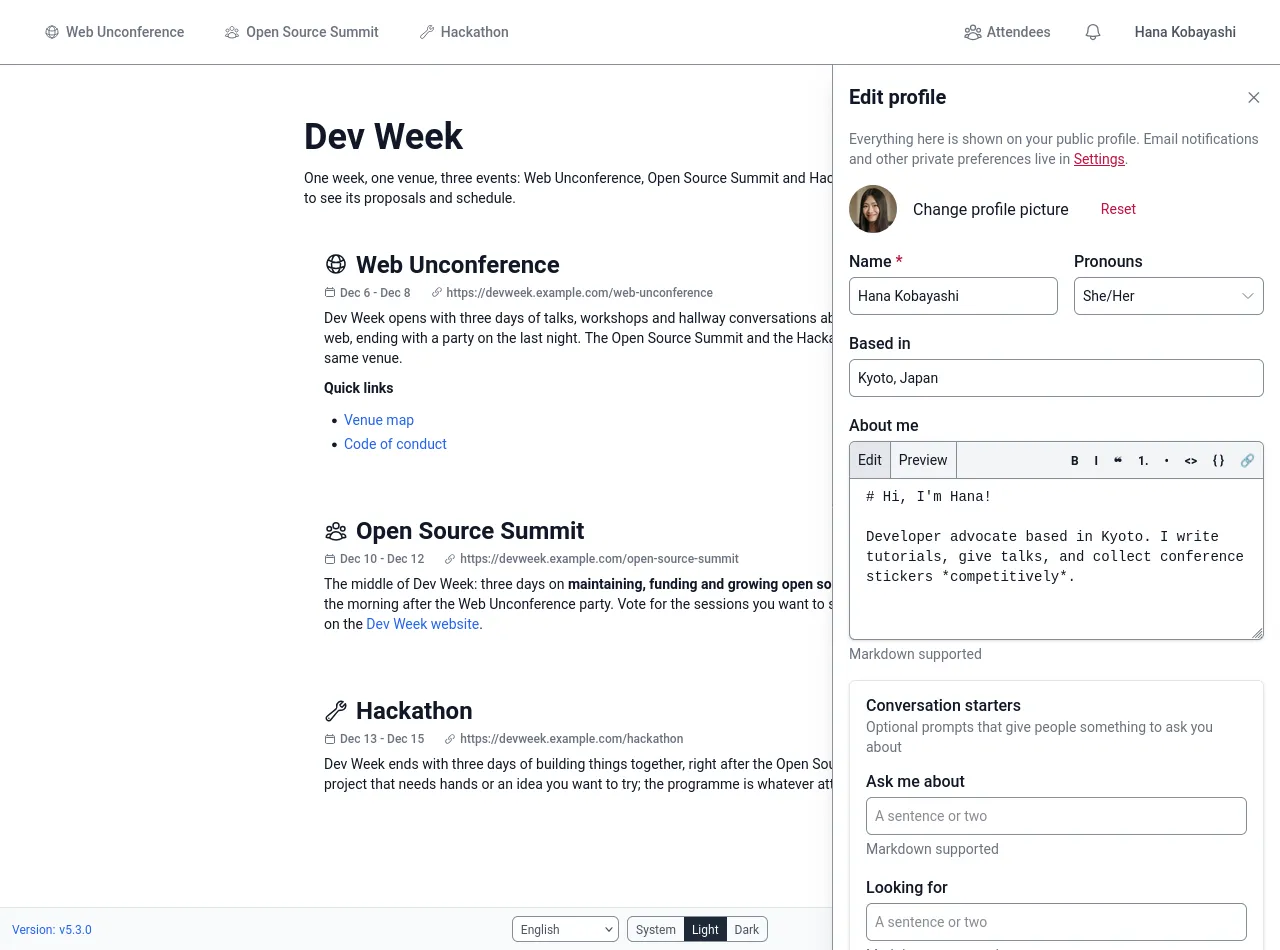 Web Unconference
Open Source Summit
Hackathon
Attendees
Hana Kobayashi
Dev Week
One week, one venue, three events: Web Unconference, Open Source Summit and
to see its proposals and schedule.
Web Unconference
Dec 6 - Dec 8
https://devweek.example.com/web-unconference
Dev Week opens with three days of talks, workshops and hallway conversations
web, ending with a party on the last night. The Open Source Summit and the
same venue.
Quick links
• Venue map
• Code of conduct
Open Source Summit
Dec 10 - Dec 12
https://devweek.example.com/open-source-summit
The middle of Dev Week: three days on maintaining, funding and growing open
the morning after the Web Unconference party. Vote for the sessions you want to
on the Dev Week website.
Hackathon
Dec 13 - Dec 15
https://devweek.example.com/hackathon
Dev Week ends with three days of building things together, right after the Open
project that needs hands or an idea you want to try; the programme is whatever
Version: v5.3.0
English
System
Light
Dark
Edit profile
Everything here is shown on your public profile. Email notifications
and other private preferences live in Settings.
Change profile picture
Reset
Name *
Pronouns
Hana Kobayashi
She/Her
Based in
Kyoto, Japan
About me
Edit
Preview
B I ❝ 1. • <> {}
# Hi, I'm Hana!
Developer advocate based in Kyoto. I write
tutorials, give talks, and collect conference
stickers *competitively*.
Markdown supported
Conversation starters
Optional prompts that give people something to ask you
about
Ask me about
A sentence or two
Markdown supported
Looking for
A sentence or two